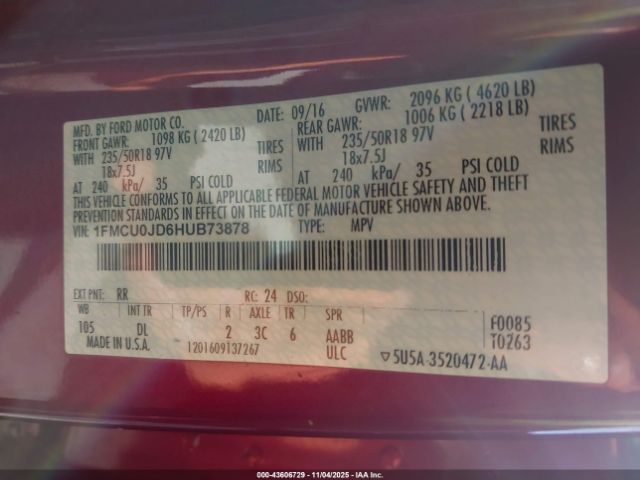 MFD. BY FORD MOTOR CO. DATE: 09/16 GVWR: 2096 KG ( 4620 LB)
FRONT GAWR: 1098 KG ( 2420 LB) REAR GAWR: 1006 KG ( 2218 LB)
WITH 235/50R18 97V TIRES WITH 235/50R18 97V TIRES
18x7.5J RIMS 18x7.5J RIMS
AT 240 kPa/ 35 PSI COLD AT 240 kPa/ 35 PSI COLD
THIS VEHICLE CONFORMS TO ALL APPLICABLE FEDERAL MOTOR VEHICLE SAFETY AND THEFT
PREVENTION STANDARDS IN EFFECT ON THE DATE OF MANUFACTURE SHOWN ABOVE.
VIN: 1FMCU0JD6HUB73878 TYPE: MPV
EXT PNT: RR RC: 24 DSO:
WB INT TR TP/PS R AXLE TR SPR
105 DL 2 3C 6 AABB F0085
MADE IN U.S.A. 1201609137267 ULC T0263
▽5U5A-3520472-AA
000-43606729 - 11/04/2025 - IAA Inc.